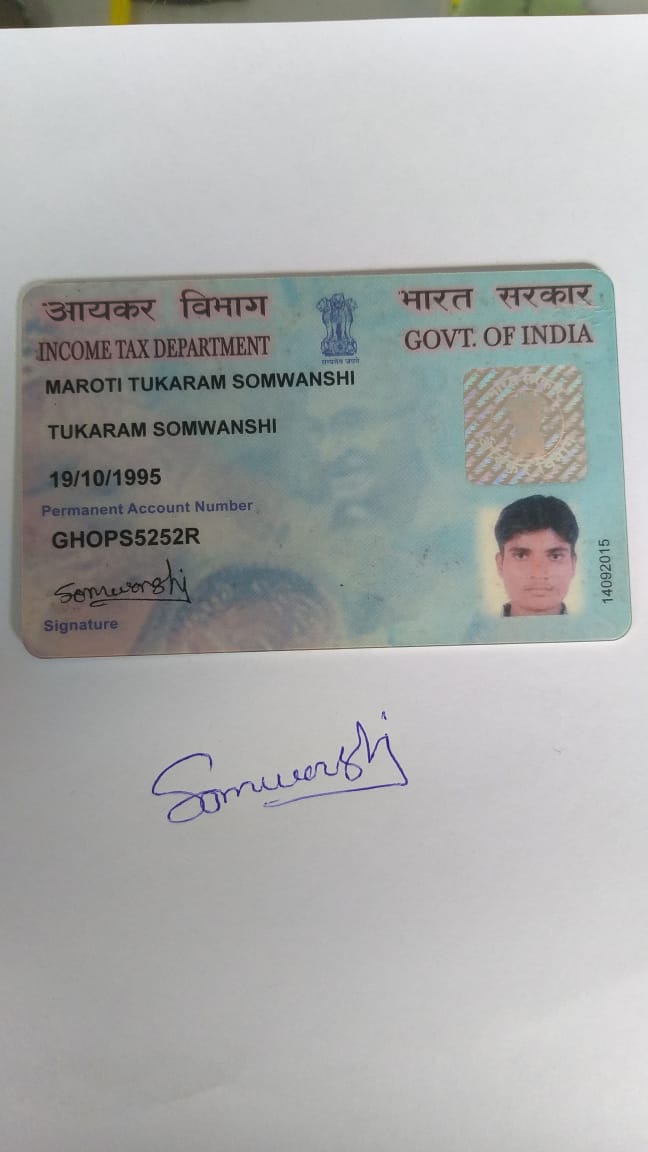 आयकर विभाग
भारत सरकार
INCOME TAX DEPARTMENT
GOVT. OF INDIA
सत्यमेव जयते
MAROTI TUKARAM SOMWANSHI
TUKARAM SOMWANSHI
19/10/1995
Permanent Account Number
GHOPS5252R
Somwanshi
Signature
14092015
Somwanshi